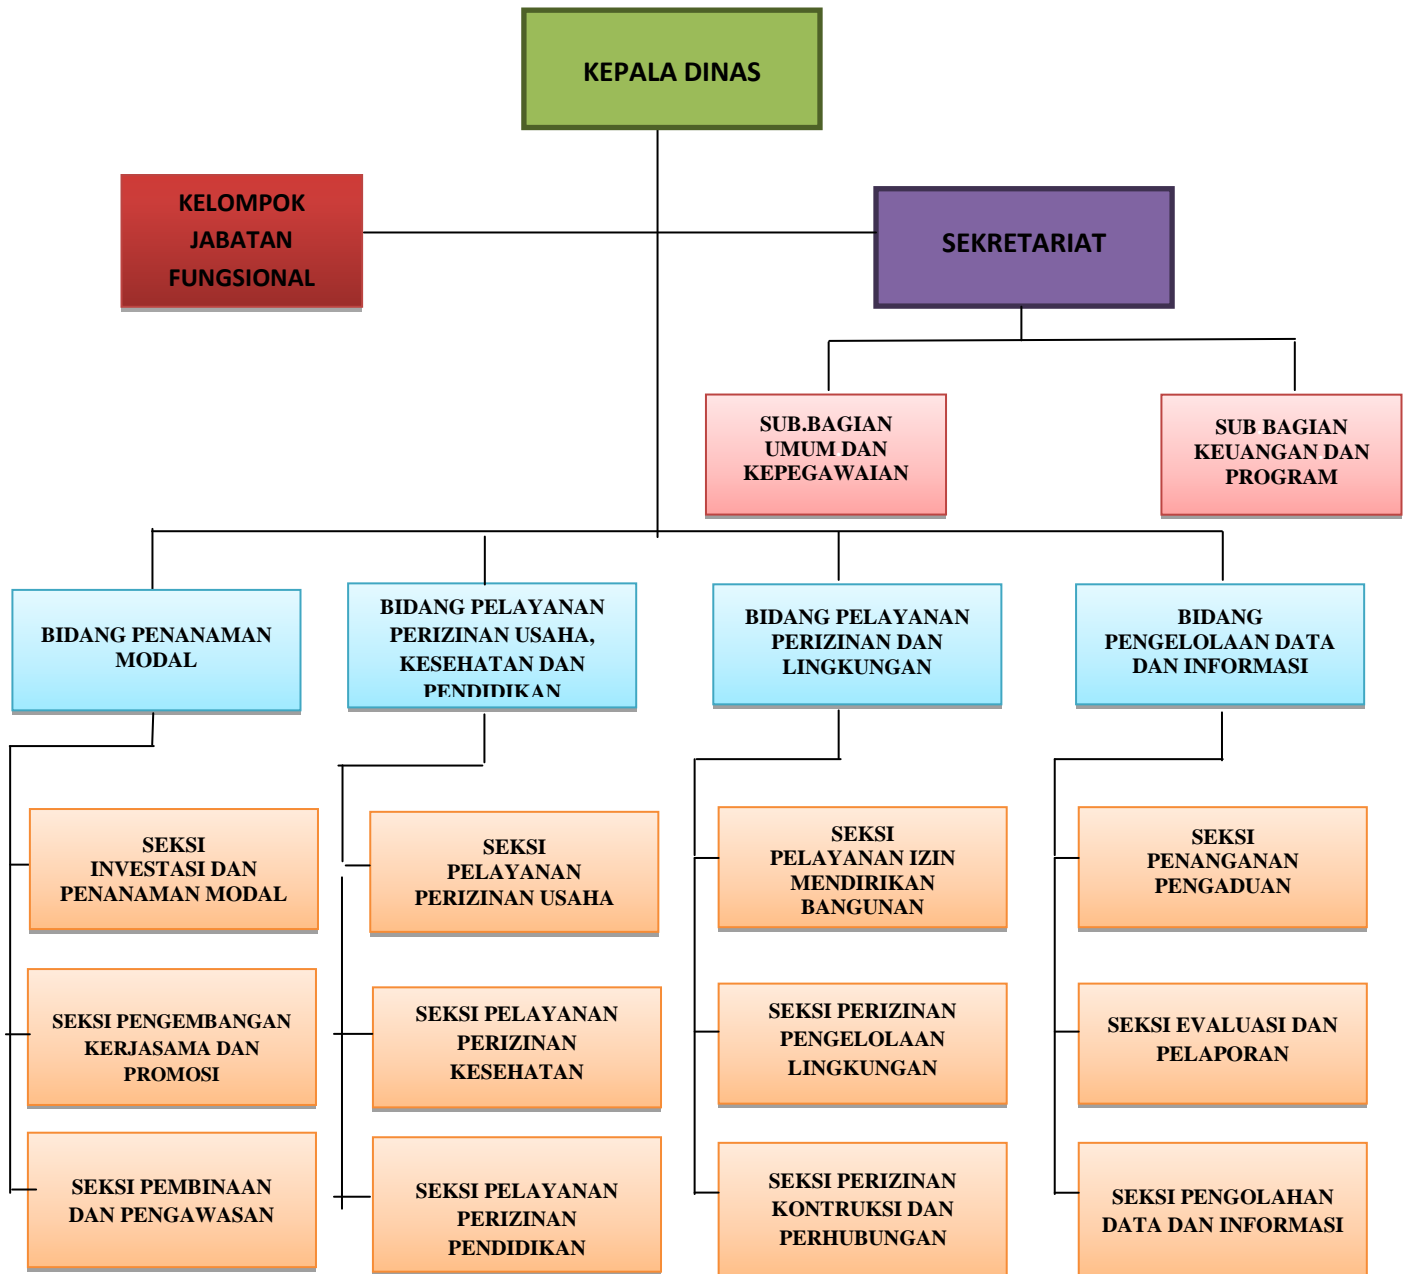 KEPALA DINAS
KELOMPOK
JABATAN
FUNGSIONAL
SEKRETARIAT
SUB.BAGIAN
UMUM DAN
KEPEGAWAIAN
SUB BAGIAN
KEUANGAN DAN
PROGRAM
BIDANG PENANAMAN
MODAL
BIDANG PELAYANAN
PERIZINAN USAHA,
KESEHATAN DAN
PENDIDIKAN
BIDANG PELAYANAN
PERIZINAN DAN
LINGKUNGAN
BIDANG
PENGELOLAAN DATA
DAN INFORMASI
SEKSI
INVESTASI DAN
PENANAMAN MODAL
SEKSI
PELAYANAN
PERIZINAN USAHA
SEKSI
PELAYANAN IZIN
MENDIRIKAN
BANGUNAN
SEKSI
PENANGANAN
PENGADUAN
SEKSI PENGEMBANGAN
KERJASAMA DAN
PROMOSI
SEKSI PELAYANAN
PERIZINAN
KESEHATAN
SEKSI PERIZINAN
PENGELOLAAN
LINGKUNGAN
SEKSI EVALUASI DAN
PELAPORAN
SEKSI PEMBINAAN
DAN PENGAWASAN
SEKSI PELAYANAN
PERIZINAN
PENDIDIKAN
SEKSI PERIZINAN
KONTRUKSI DAN
PERHUBUNGAN
SEKSI PENGOLAHAN
DATA DAN INFORMASI